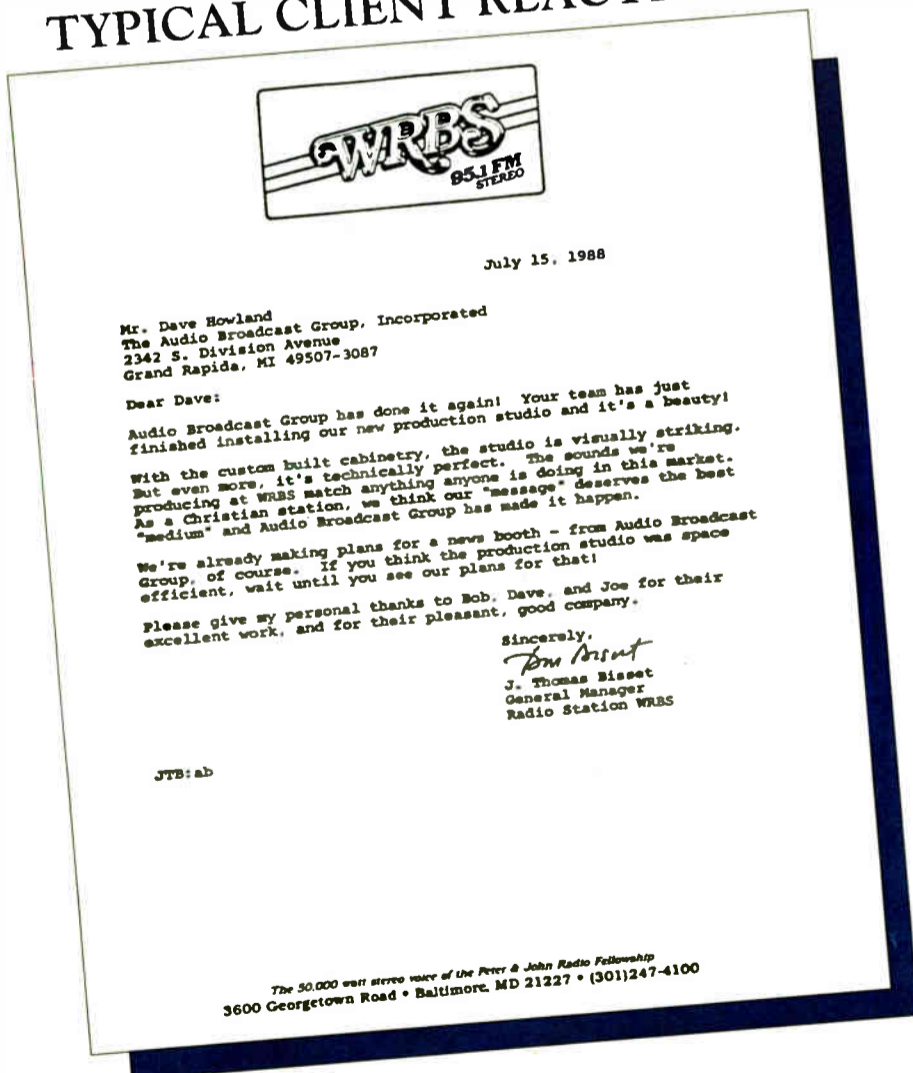 TYPICAL CLIENT
WRBS
95.1 FM
STEREO
July 15, 1988
Mr. Dave Howland
The Audio Broadcast Group, Incorporated
2342 S. Division Avenue
Grand Rapids, MI 49507-3087
Dear Dave:
Audio Broadcast Group has done it again! Your team has just
finished installing our new production studio and it's a beauty!
With the custom built cabinetry, the studio is visually striking.
But even more, it's technically perfect. The sounds we're
producing at WRBS match anything anyone is doing in this market.
As a Christian station, we think our "message" deserves the best
"medium" and Audio Broadcast Group has made it happen.
We're already making plans for a news booth - from Audio Broadcast
Group, of course. If you think the production studio was space
efficient, wait until you see our plans for that!
Please give my personal thanks to Bob, Dave, and Joe for their
excellent work, and for their pleasant, good company.
Sincerely,
J. Thomas Bisset
General Manager
Radio Station WRBS
JTB:ab
The 50,000 watt stereo voice of the Peter & John Radio Fellowship
3600 Georgetown Road • Baltimore, MD 21227 • (301)247-4100